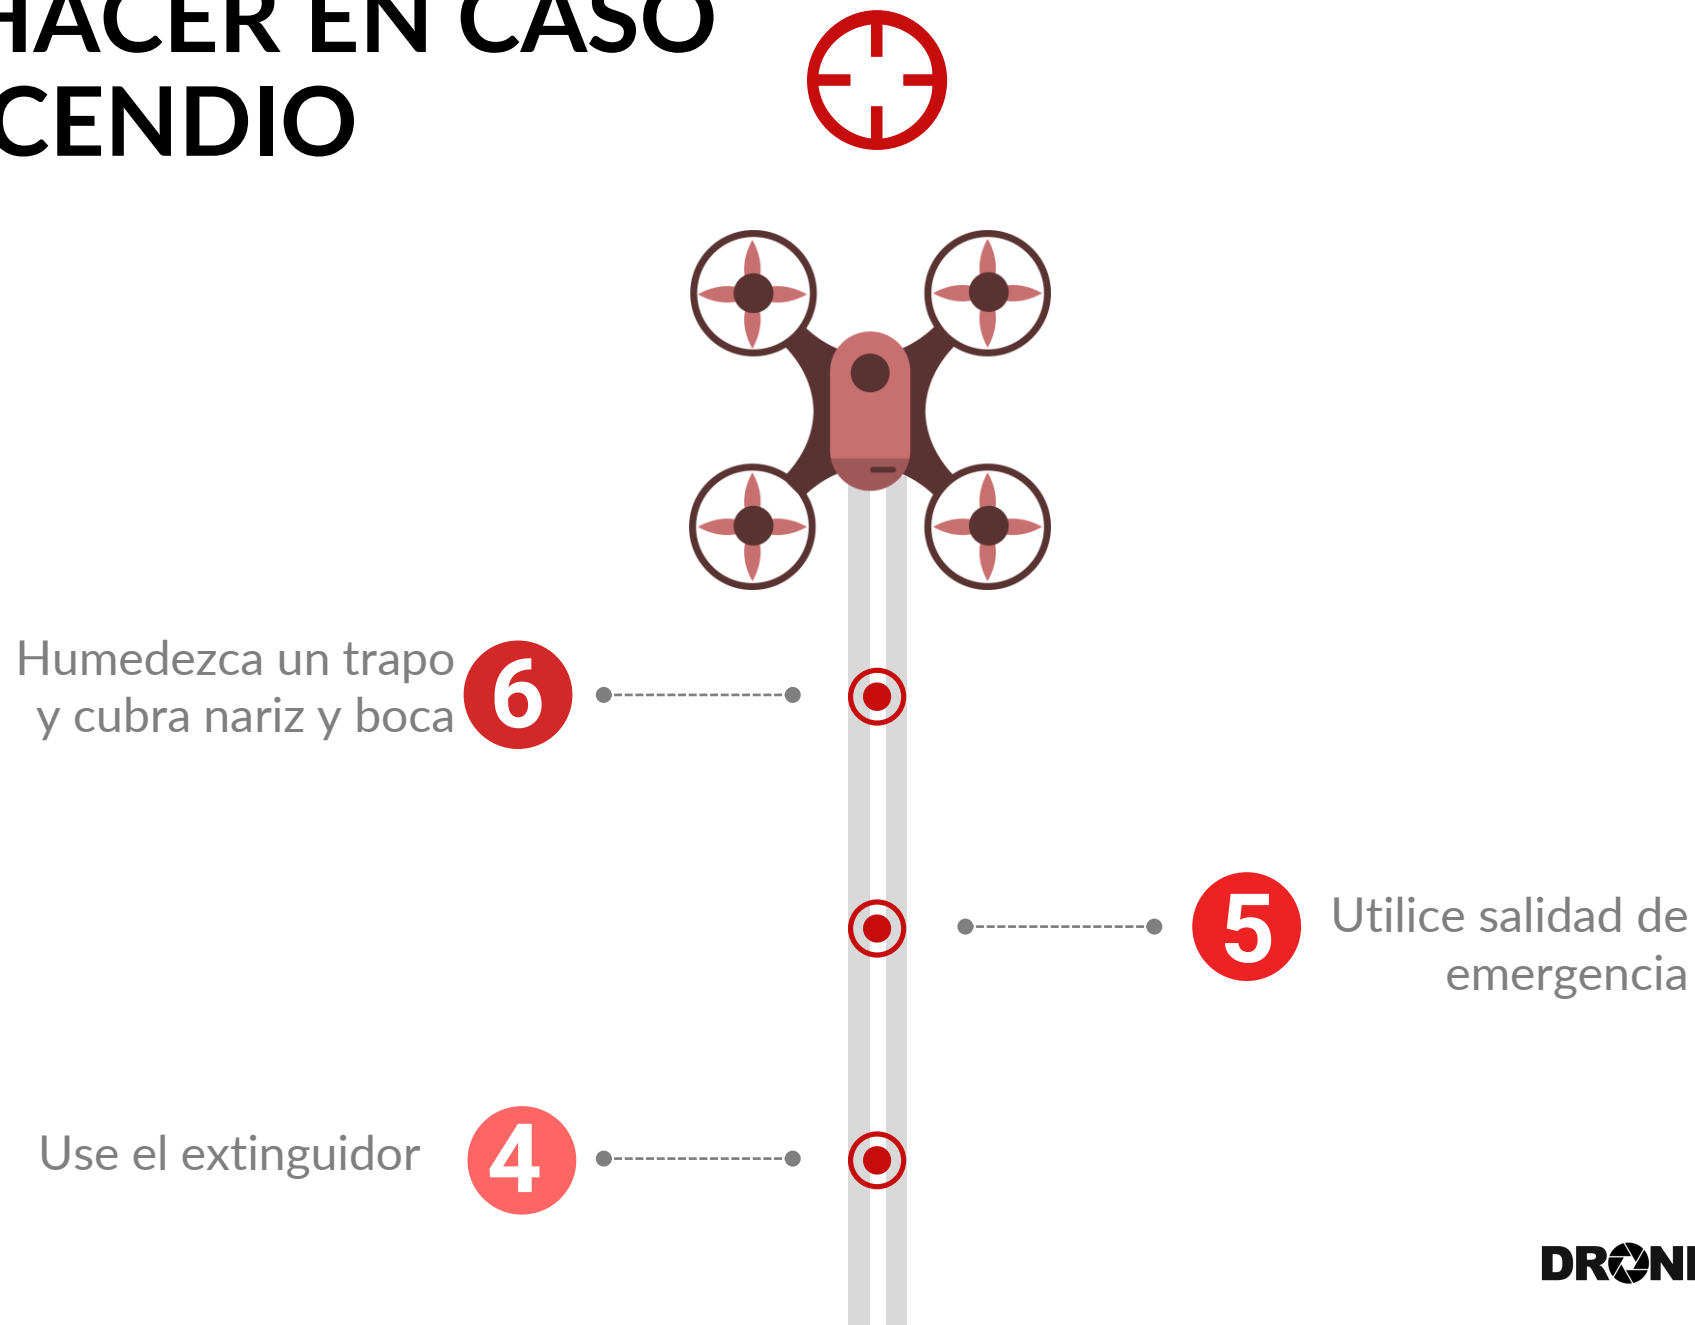 HACER EN CASO
CENDIO
Humedezca un trapo
y cubra nariz y boca
6
5
Utilice salidad de
emergencia
Use el extinguidor
4